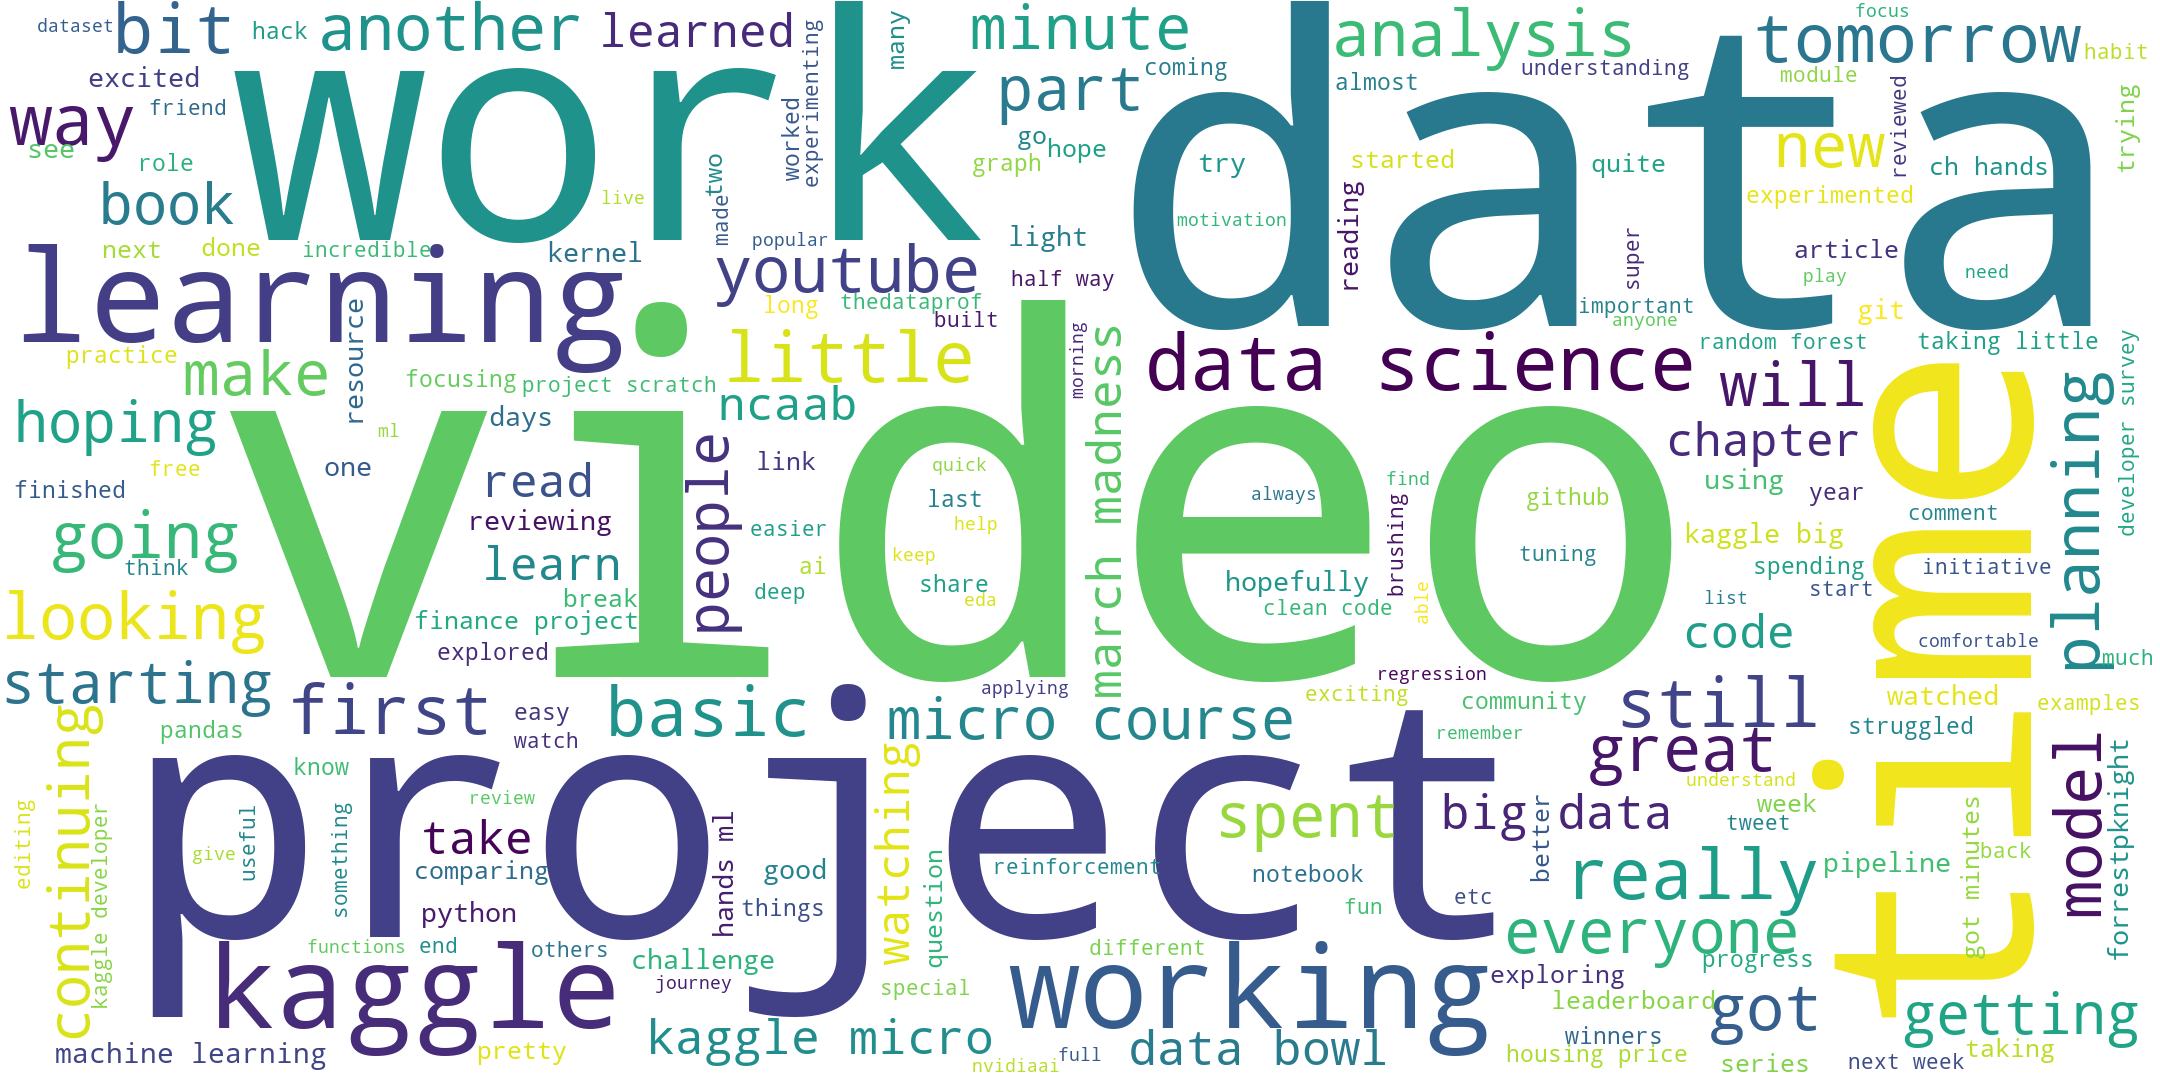 dataset
bit
hack
another
learned
experimenting
many
minute
analysis
focus
tomorrow
habit
excited
way
friend
see
role
work
worked
two
made
part
coming
go
hope
graph
data
almost
understanding
try
started
quite
motivation
reading
module
new
reviewed
ch hands
experimented
trying
book
live
next
done
incredible
kernel
popular
light
youtube
half way
super
article
play
need
learning
long
thedataprof
built
morning
important
anyone
git
practice
make
resource
focusing
project scratch
little
march madness
data science
random forest
taking little
developer survey
hoping
ml
days
ncaab
will
planning
free
one
read
people
link
quick
last
always
find
github
chapter
using
year
finished
going
reviewing
easier
help
video
brushing
tuning
kaggle big
comment
think
learn
keep
ai
share
deep
eda
hopefully
clean code
able
spending
initiative
start
list
looking
break
finance project
explored
code
comfortable
time
much
starting
first
easy
watch
basic
applying
micro course
regression
exciting
community
remember
still
watched
examples
struggled
pandas
continuing
know
review
great
understand
model
forrestpknight
editing
kaggle developer
useful
something
give
take
comparing
python
project
hands ml
good
things
watching
question
reinforcement
spent
notebook
fun
etc
big data
better
week
tweet
really
pipeline
got minutes
back
everyone
functions
end
others
challenge
journey
special
different
working
exploring
progress
leaderboard
got
getting
kaggle
machine learning
pretty
kaggle micro
nvidiaai
full
data bowl
winners
housing price
series
next week
taking